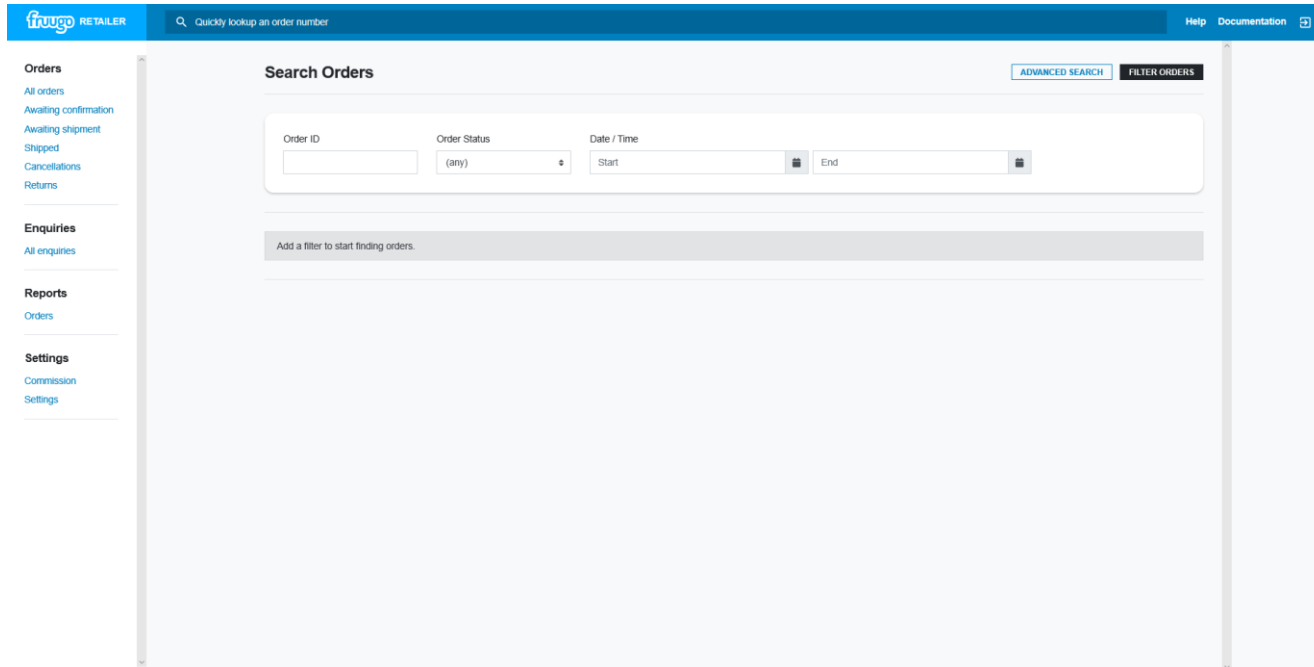 fruugo RETAILER
Quickly lookup an order number
Help Documentation
Orders
All orders
Awaiting confirmation
Awaiting shipment
Shipped
Cancellations
Returns
Enquiries
All enquiries
Reports
Orders
Settings
Commission
Settings
Search Orders
ADVANCED SEARCH
FILTER ORDERS
Order ID
Order Status
Date / Time
(any)
Start
End
Add a filter to start finding orders.